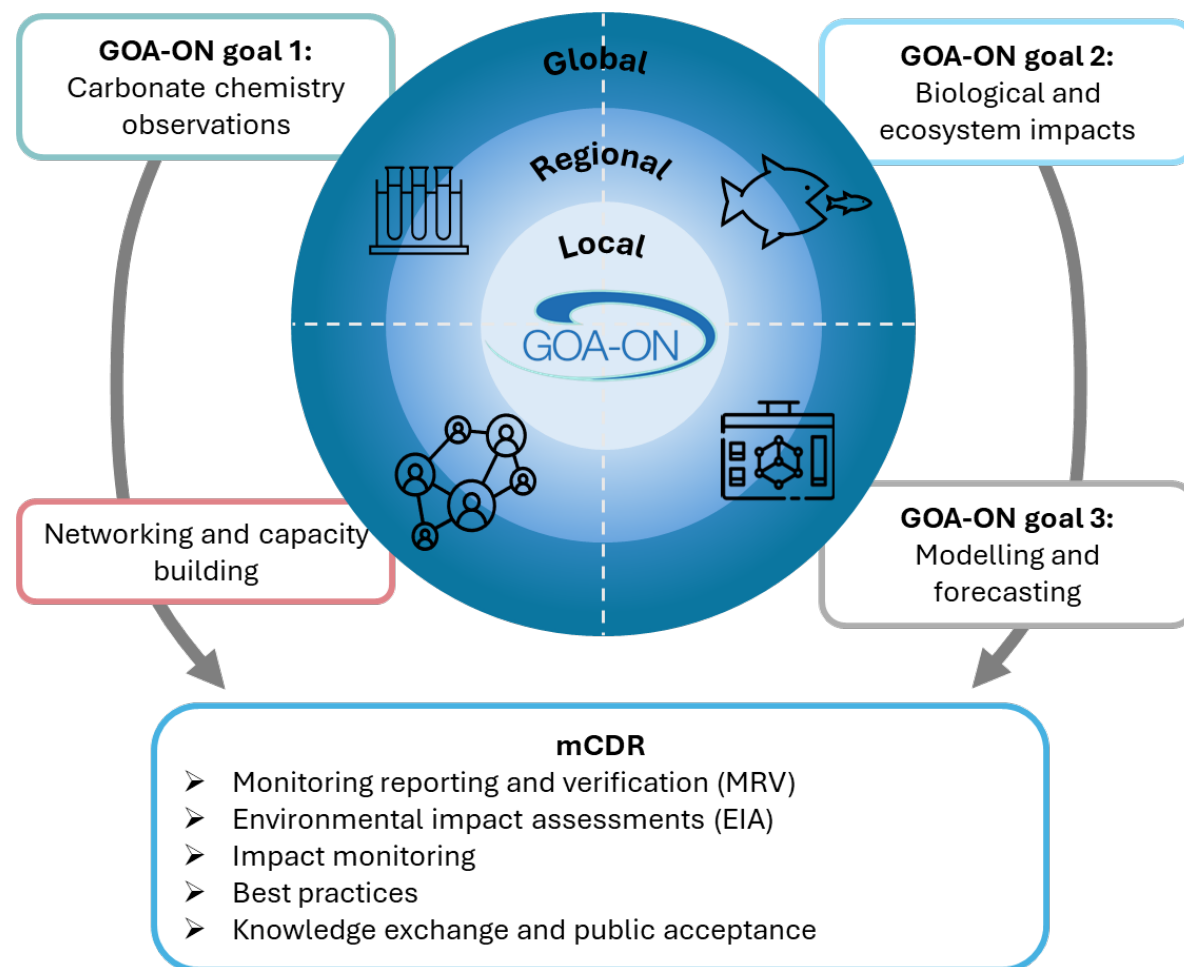 GOA-ON goal 1:
Carbonate chemistry
observations
Global
Regional
Local
GOA-ON
GOA-ON goal 2:
Biological and
ecosystem impacts
Networking and capacity
building
GOA-ON goal 3:
Modelling and
forecasting
mCDR
➢ Monitoring reporting and verification (MRV)
➢ Environmental impact assessments (EIA)
➢ Impact monitoring
➢ Best practices
➢ Knowledge exchange and public acceptance